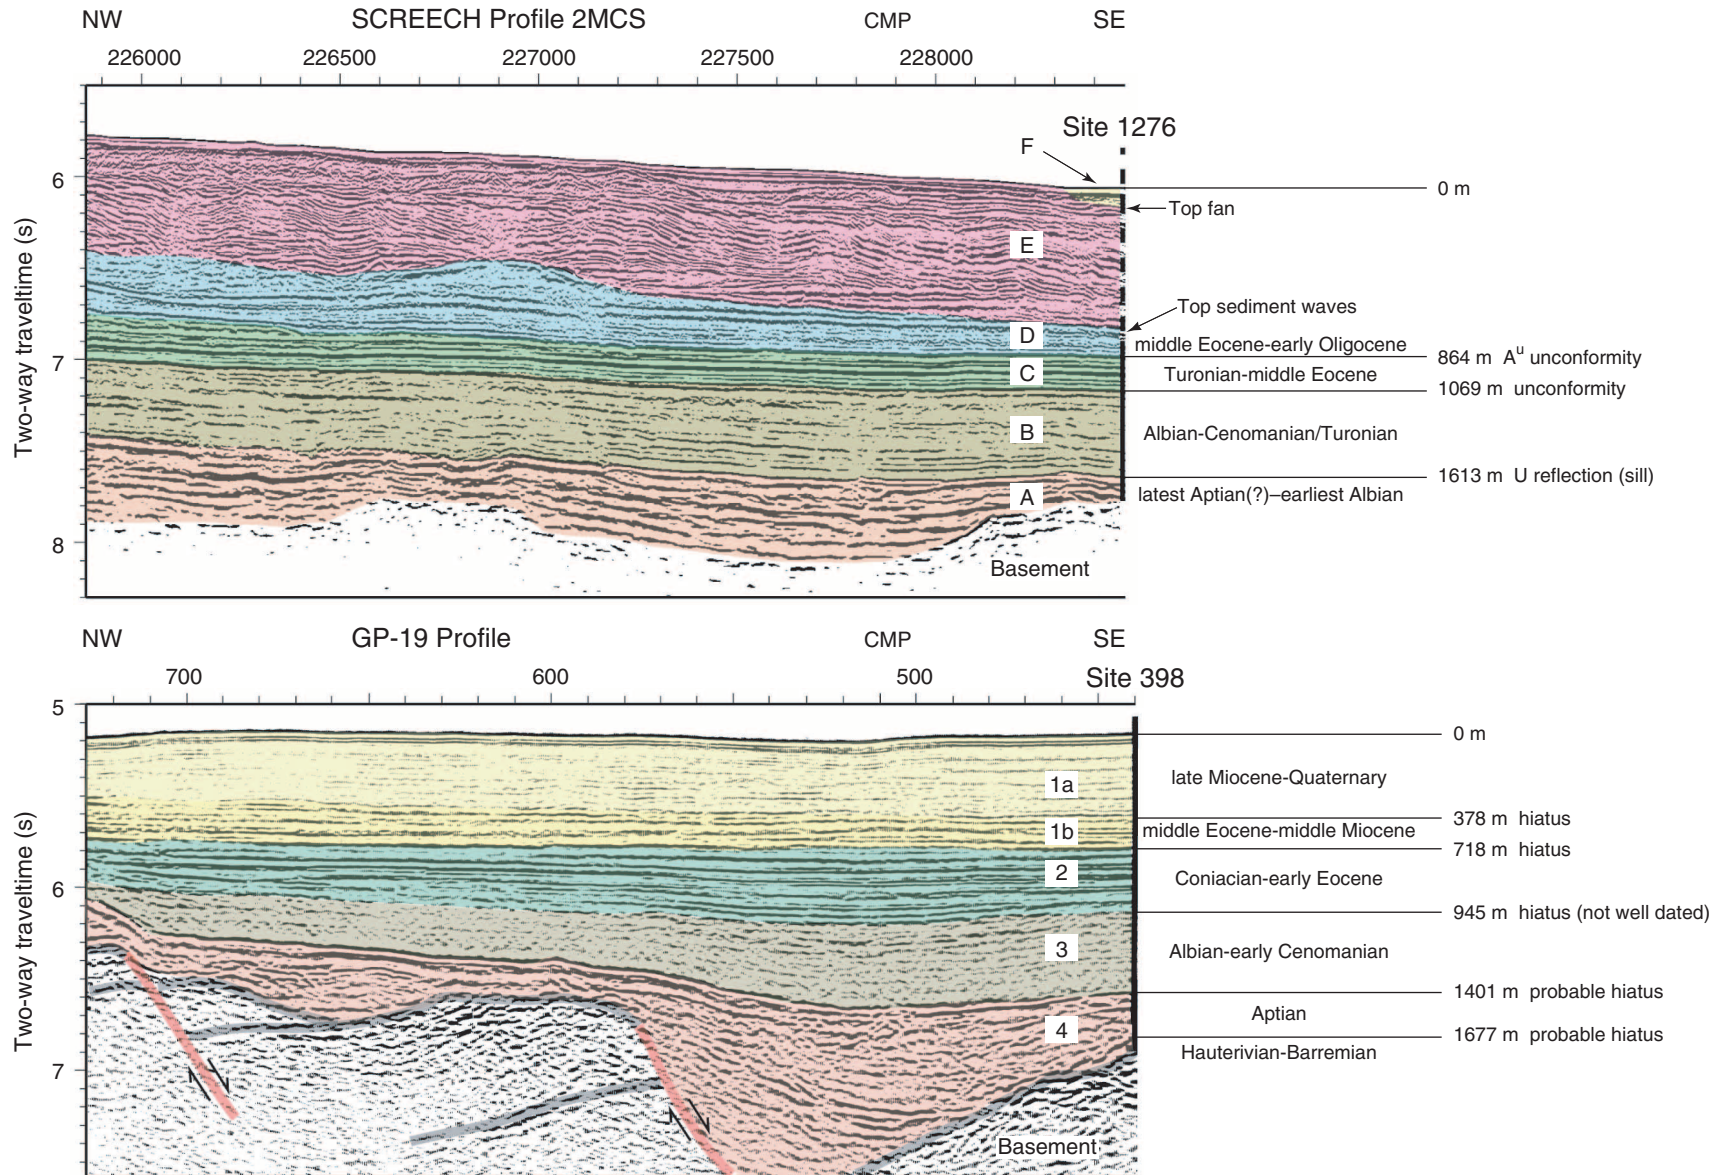 NW SCREECH Profile 2MCS CMP SE
226000 226500 227000 227500 228000
Site 1276
F
6
0 m
Top fan
E
Two-way traveltime (s)
Top sediment waves
D
middle Eocene-early Oligocene
864 m Aᵘ unconformity
7
C
Turonian-middle Eocene
1069 m unconformity
B
Albian-Cenomanian/Turonian
1613 m U reflection (sill)
A
latest Aptian(?)–earliest Albian
8
Basement
NW GP-19 Profile CMP SE
700 600 500 Site 398
5
0 m
1a
late Miocene-Quaternary
378 m hiatus
1b
middle Eocene-middle Miocene
718 m hiatus
Two-way traveltime (s)
2
Coniacian-early Eocene
6
945 m hiatus (not well dated)
3
Albian-early Cenomanian
1401 m probable hiatus
Aptian
4
1677 m probable hiatus
Hauterivian-Barremian
7
Basement